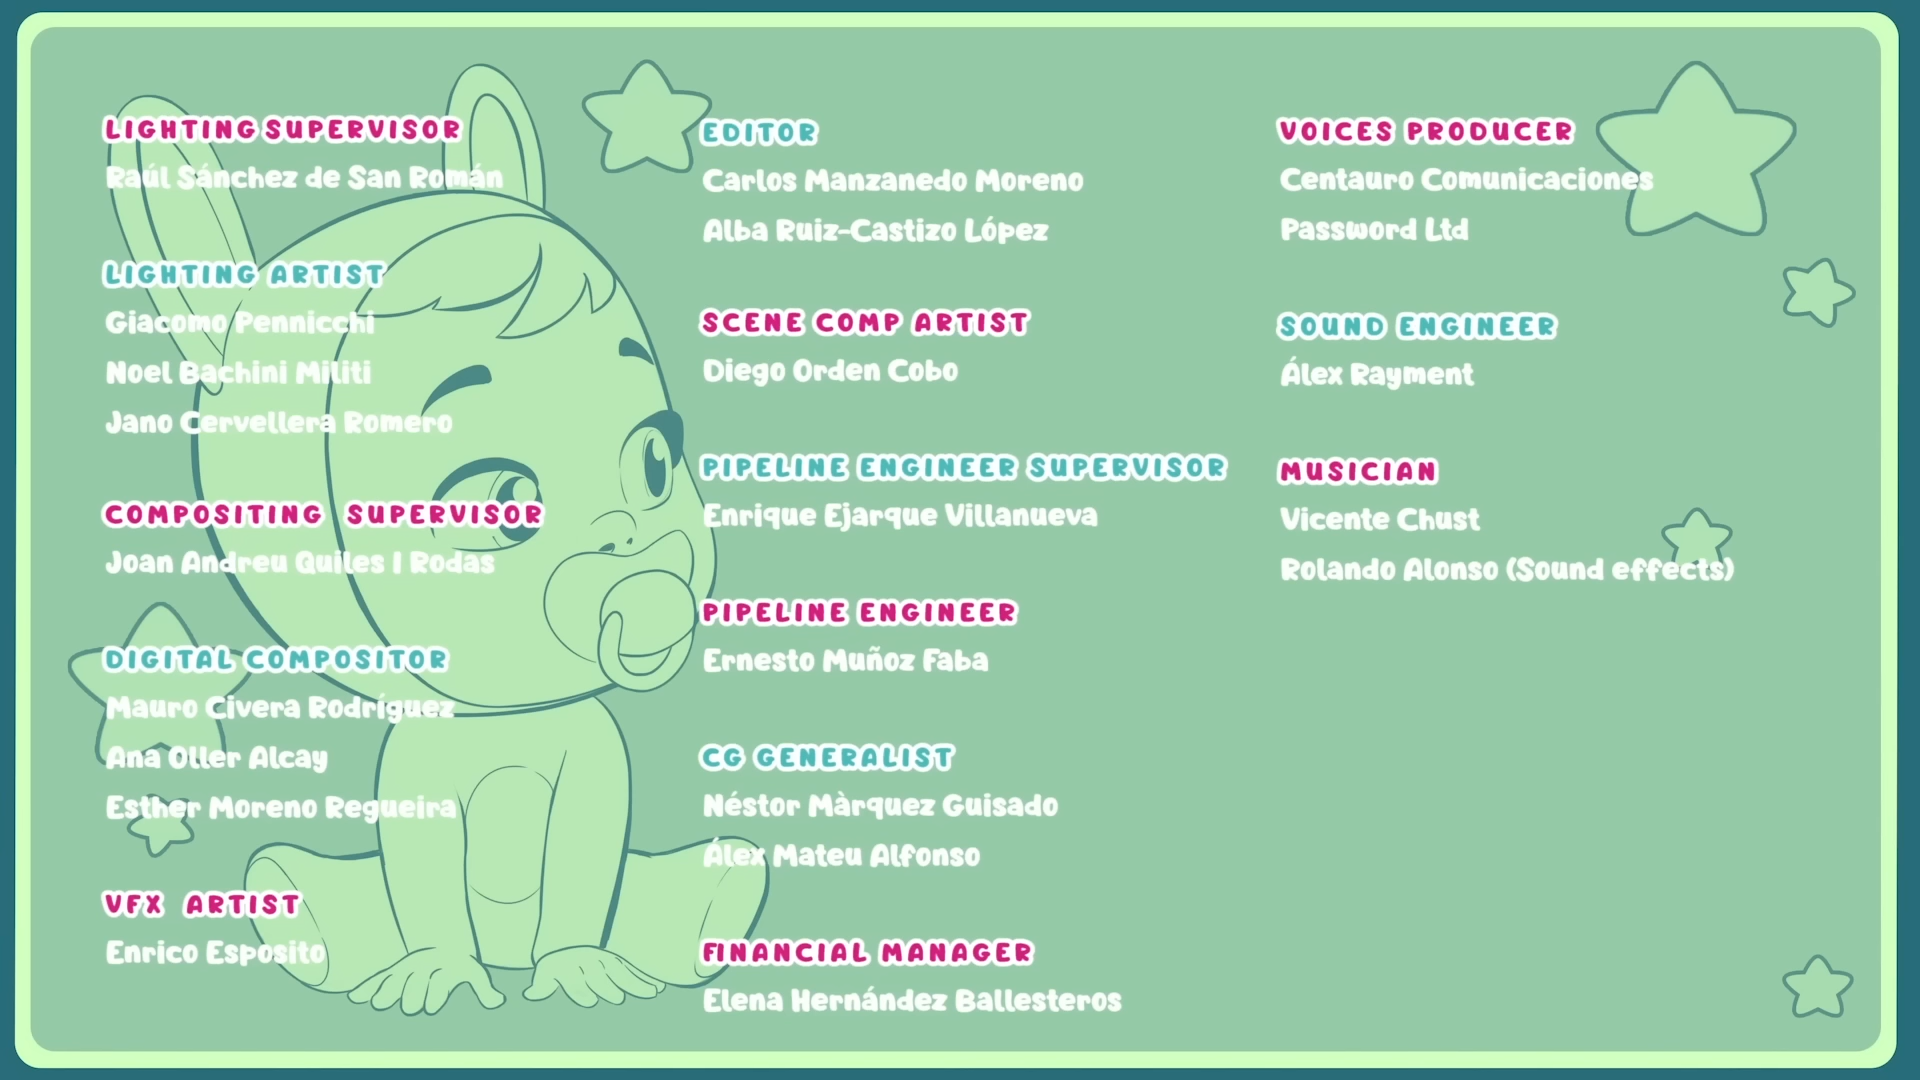 LIGHTING SUPERVISOR
Raúl Sánchez de San Román
LIGHTING ARTIST
Giacomo Pennicchi
Noel Bachini Militi
Jano Cervellera Romero
COMPOSITING SUPERVISOR
Joan Andreu Quiles I Rodas
DIGITAL COMPOSITOR
Mauro Civera Rodríguez
Ana Oller Alcay
Esther Moreno Regueira
VFX ARTIST
Enrico Esposito
EDITOR
Carlos Manzanedo Moreno
Alba Ruiz-Castizo López
SCENE COMP ARTIST
Diego Orden Cobo
PIPELINE ENGINEER SUPERVISOR
Enrique Ejarque Villanueva
PIPELINE ENGINEER
Ernesto Muñoz Faba
CG GENERALIST
Néstor Màrquez Guisado
Álex Mateu Alfonso
FINANCIAL MANAGER
Elena Hernández Ballesteros
VOICES PRODUCER
Centauro Comunicaciones
Password Ltd
SOUND ENGINEER
Álex Rayment
MUSICIAN
Vicente Chust
Rolando Alonso (Sound effects)